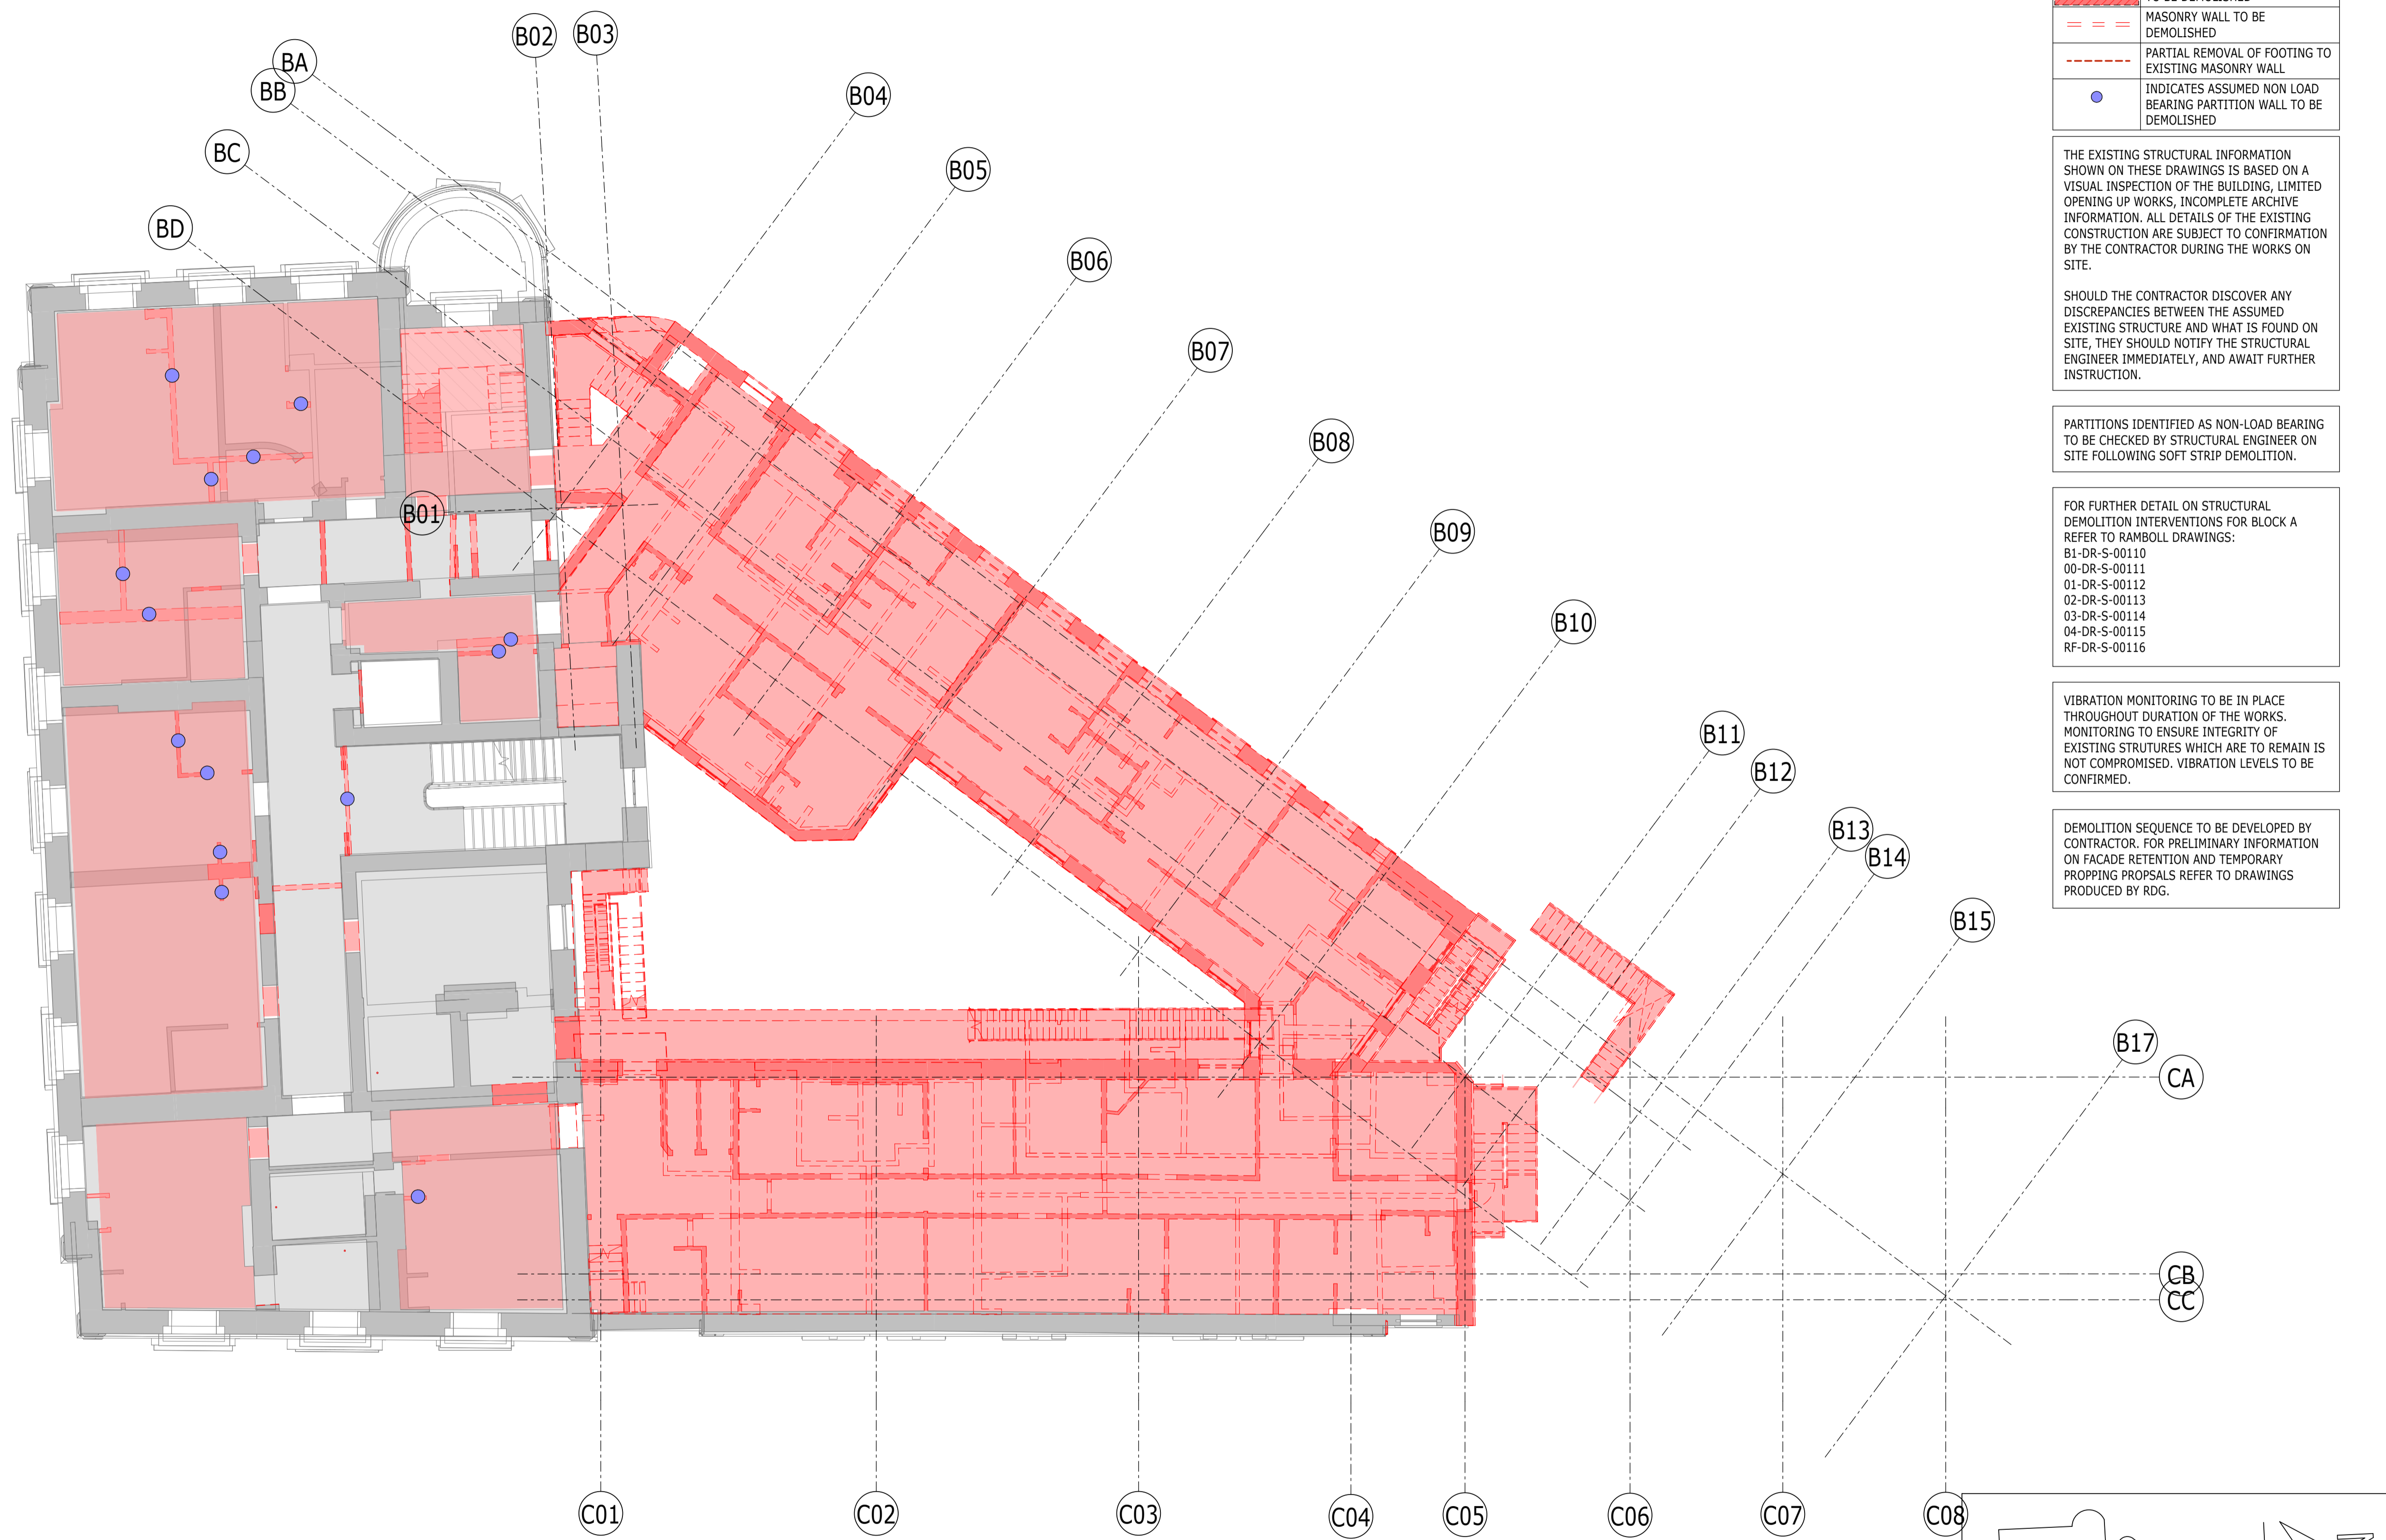 B02
B03
BA
BB
B04
BC
B05
BD
B06
B07
B08
B01
B09
B10
B11
B12
B13
B14
B15
B17
CA
CB
CC
C01
C02
C03
C04
C05
C06
C07
C08
TO BE DEMOLISHED
MASONRY WALL TO BE
DEMOLISHED
PARTIAL REMOVAL OF FOOTING TO
EXISTING MASONRY WALL
INDICATES ASSUMED NON LOAD
BEARING PARTITION WALL TO BE
DEMOLISHED
THE EXISTING STRUCTURAL INFORMATION
SHOWN ON THESE DRAWINGS IS BASED ON A
VISUAL INSPECTION OF THE BUILDING, LIMITED
OPENING UP WORKS, INCOMPLETE ARCHIVE
INFORMATION. ALL DETAILS OF THE EXISTING
CONSTRUCTION ARE SUBJECT TO CONFIRMATION
BY THE CONTRACTOR DURING THE WORKS ON
SITE.
SHOULD THE CONTRACTOR DISCOVER ANY
DISCREPANCIES BETWEEN THE ASSUMED
EXISTING STRUCTURE AND WHAT IS FOUND ON
SITE, THEY SHOULD NOTIFY THE STRUCTURAL
ENGINEER IMMEDIATELY, AND AWAIT FURTHER
INSTRUCTION.
PARTITIONS IDENTIFIED AS NON-LOAD BEARING
TO BE CHECKED BY STRUCTURAL ENGINEER ON
SITE FOLLOWING SOFT STRIP DEMOLITION.
FOR FURTHER DETAIL ON STRUCTURAL
DEMOLITION INTERVENTIONS FOR BLOCK A
REFER TO RAMBOLL DRAWINGS:
B1-DR-S-00110
00-DR-S-00111
01-DR-S-00112
02-DR-S-00113
03-DR-S-00114
04-DR-S-00115
RF-DR-S-00116
VIBRATION MONITORING TO BE IN PLACE
THROUGHOUT DURATION OF THE WORKS.
MONITORING TO ENSURE INTEGRITY OF
EXISTING STRUTURES WHICH ARE TO REMAIN IS
NOT COMPROMISED. VIBRATION LEVELS TO BE
CONFIRMED.
DEMOLITION SEQUENCE TO BE DEVELOPED BY
CONTRACTOR. FOR PRELIMINARY INFORMATION
ON FACADE RETENTION AND TEMPORARY
PROPPING PROPSALS REFER TO DRAWINGS
PRODUCED BY RDG.